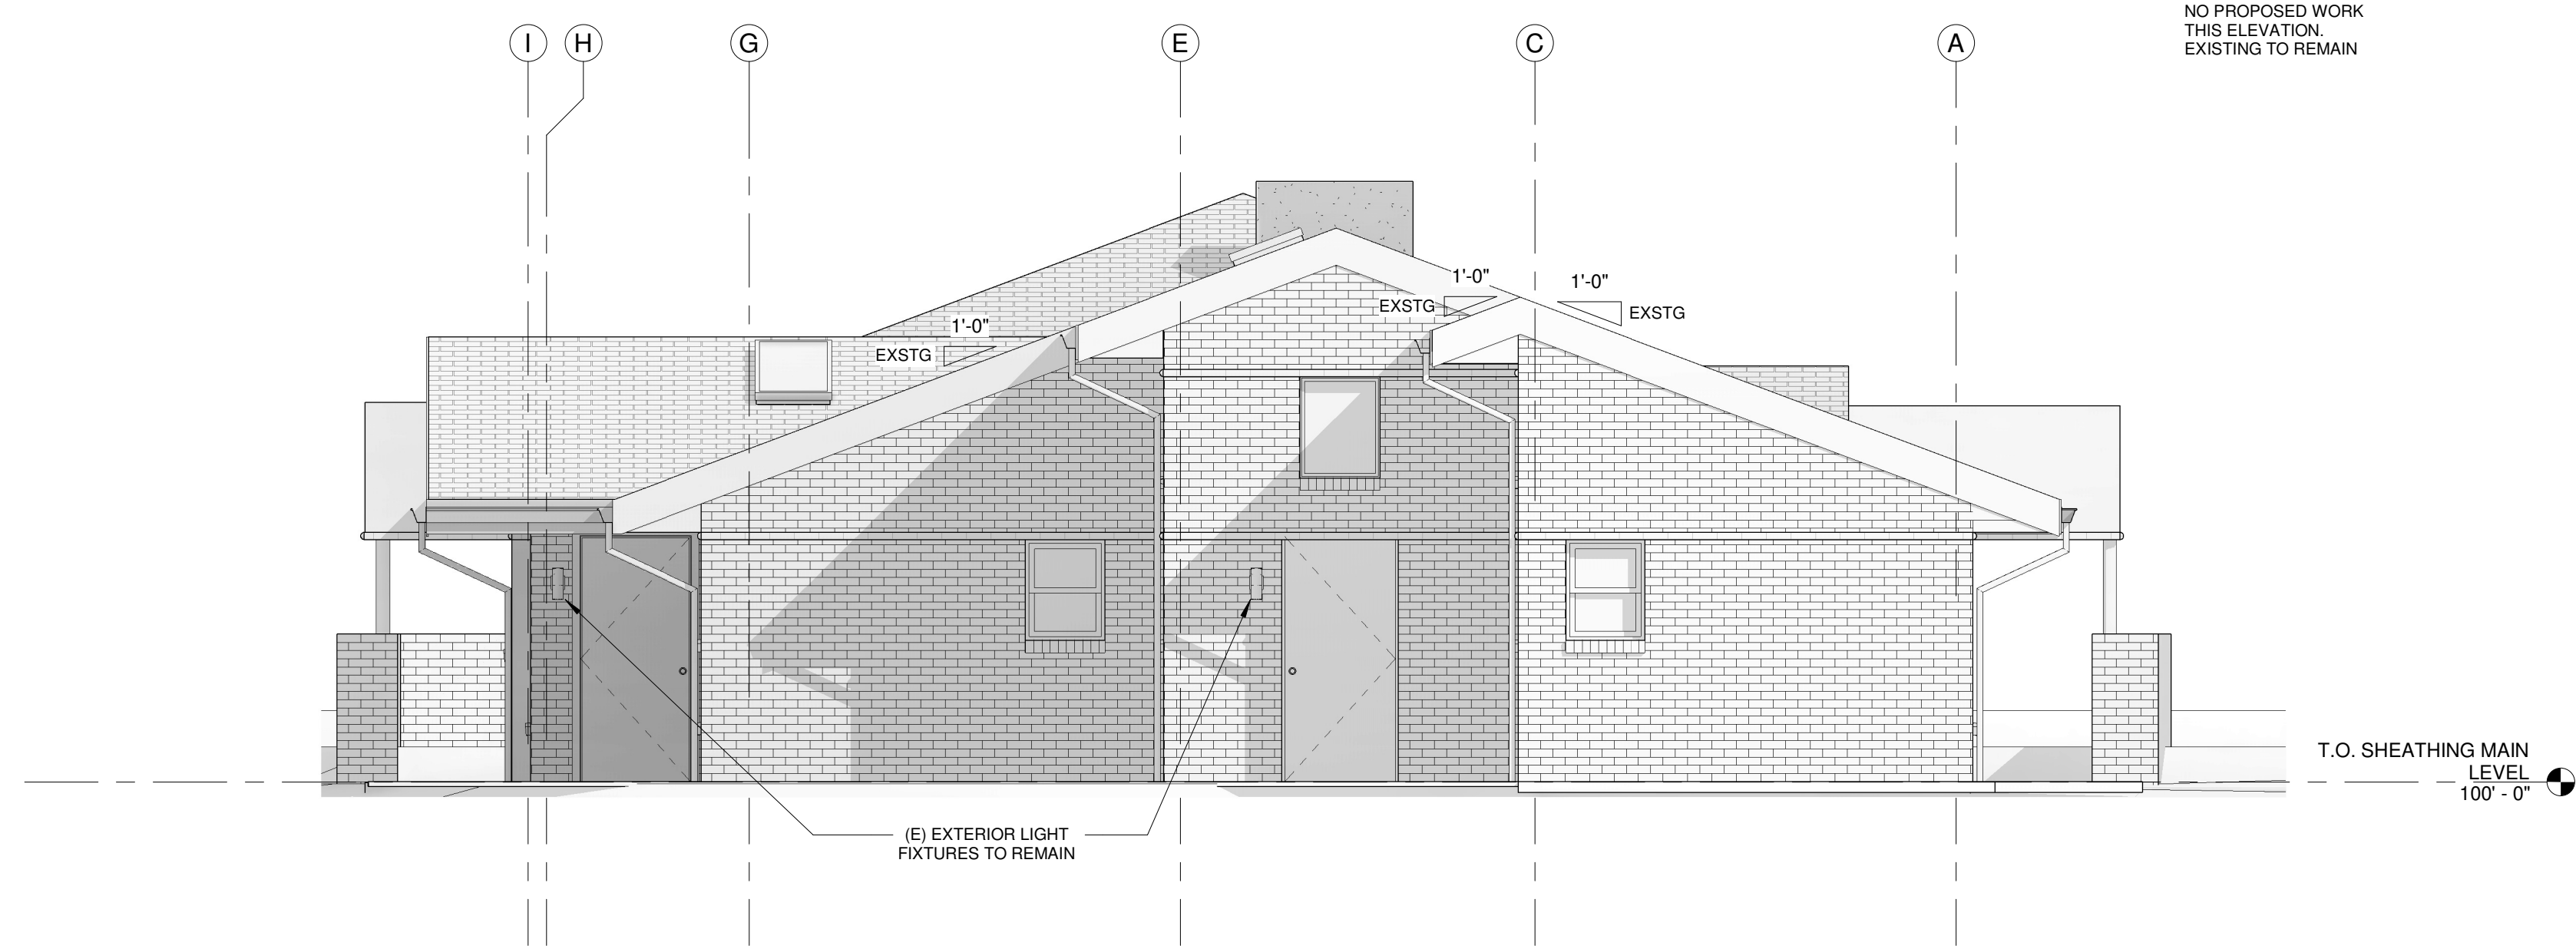 NO PROPOSED WORK
THIS ELEVATION.
EXISTING TO REMAIN
I H G E C A
1'-0"
EXSTG
1'-0"
EXSTG
1'-0"
EXSTG
T.O. SHEATHING MAIN
LEVEL
100' - 0"
(E) EXTERIOR LIGHT
FIXTURES TO REMAIN